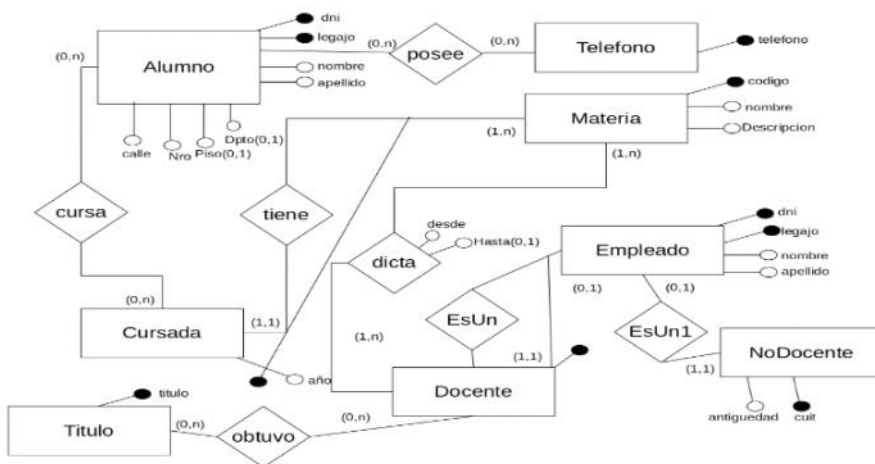 dni
legajo
(0,n)
Alumno
(0,n)
posee
(0,n)
Telefono
telefono
nombre
apellido
codigo
nombre
Materia
Descripcion
calle
Nro
Piso(0,1)
Dpto(0,1)
(1,n)
(1,n)
cursa
tiene
desde
Hasta(0,1)
dicta
dni
legajo
Empleado
nombre
apellido
(0,1)
(0,1)
(0,n)
Cursada
(1,1)
EsUn
EsUn1
(1,n)
(1,1)
NoDocente
(1,1)
año
Docente
antiguedad
cuit
titulo
Titulo
(0,n)
obtuvo
(0,n)